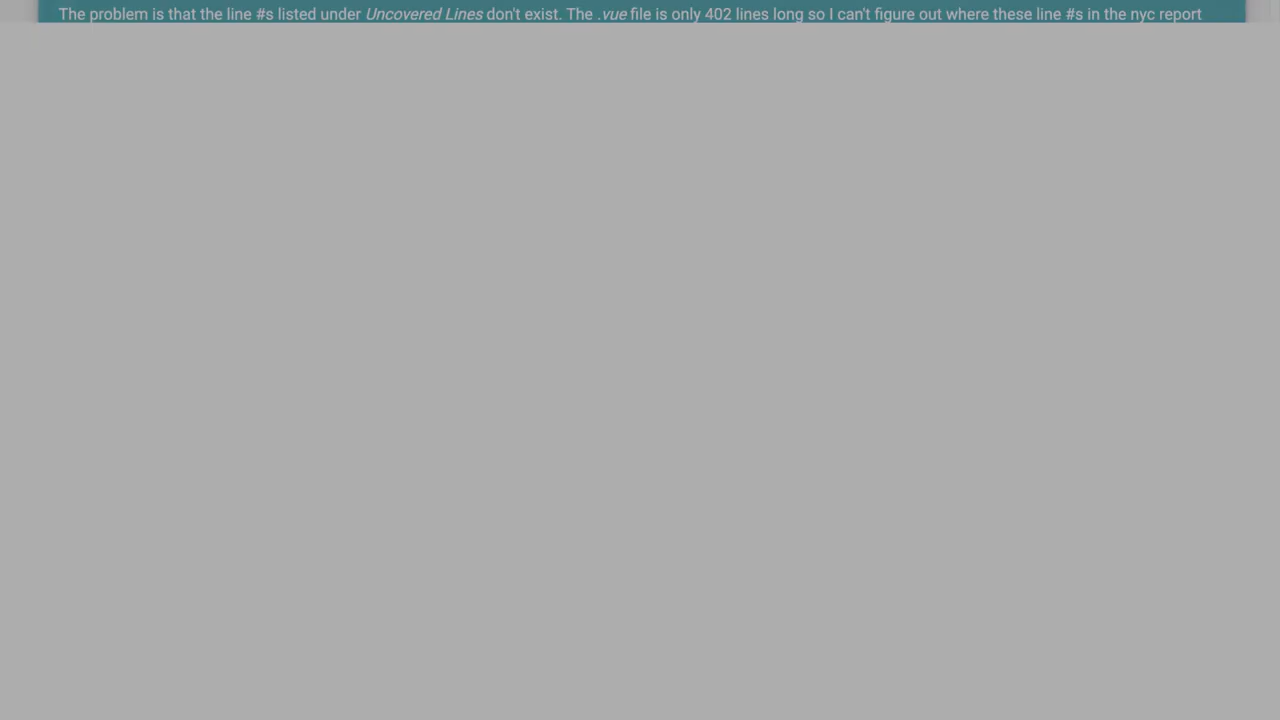 The problem is that the line #s listed under Uncovered Lines don't exist. The .vue file is only 402 lines long so I can't figure out where these line #s in the nyc report